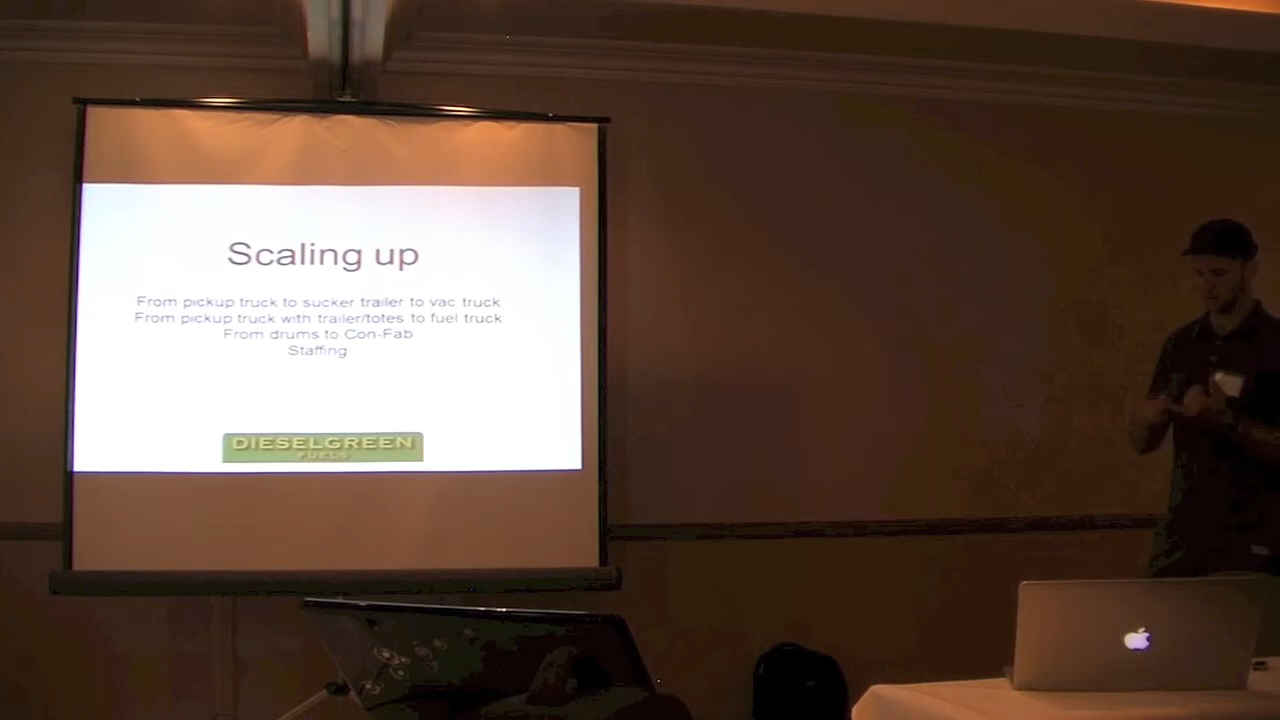 Scaling up
From pickup truck to sucker trailer to vac truck
From pickup truck with trailer/totes to fuel truck
From drums to Con-Fab
Staffing
DIESELGREEN
FUELS